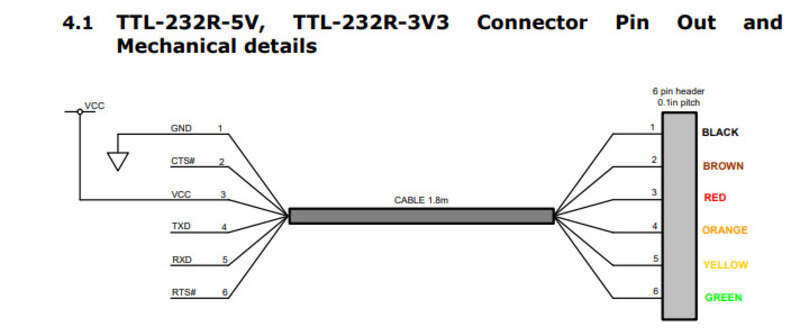 4.1 TTL-232R-5V, TTL-232R-3V3 Connector Pin Out and
Mechanical details
6 pin header
0.1in pitch
VCC
GND 1
1 BLACK
CTS# 2
2 BROWN
VCC 3
CABLE 1.8m
3 RED
TXD 4
4 ORANGE
RXD 5
5 YELLOW
RTS# 6
6 GREEN